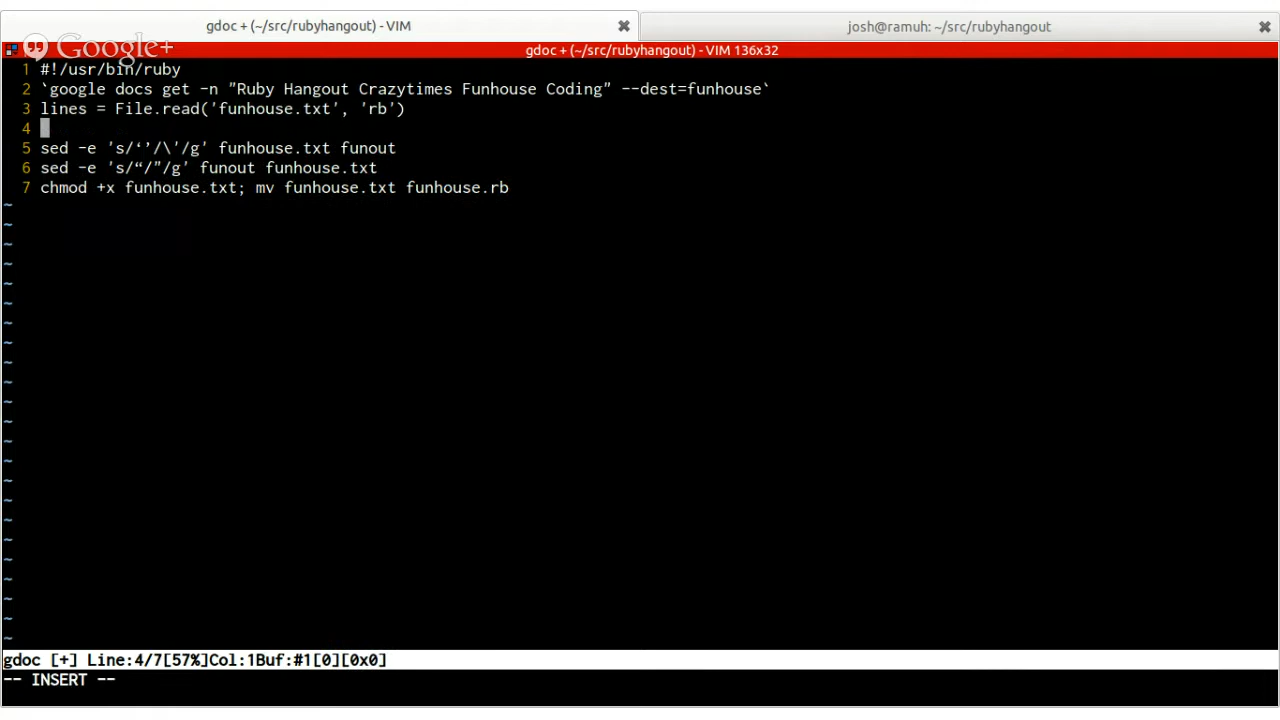 gdoc + (~/src/rubyhangout) - VIM
josh@ramuh: ~/src/rubyhangout
Google+
gdoc + (~/src/rubyhangout) - VIM 136x32
1 #!/usr/bin/ruby
2 `google docs get -n "Ruby Hangout Crazytimes Funhouse Coding" --dest=funhouse`
3 lines = File.read('funhouse.txt', 'rb')
4
5 sed -e 's/‘’/\'/g' funhouse.txt funout
6 sed -e 's/“/"/g' funout funhouse.txt
7 chmod +x funhouse.txt; mv funhouse.txt funhouse.rb
gdoc [+] Line:4/7[57%]Col:1Buf:#1[0][0x0]
-- INSERT --